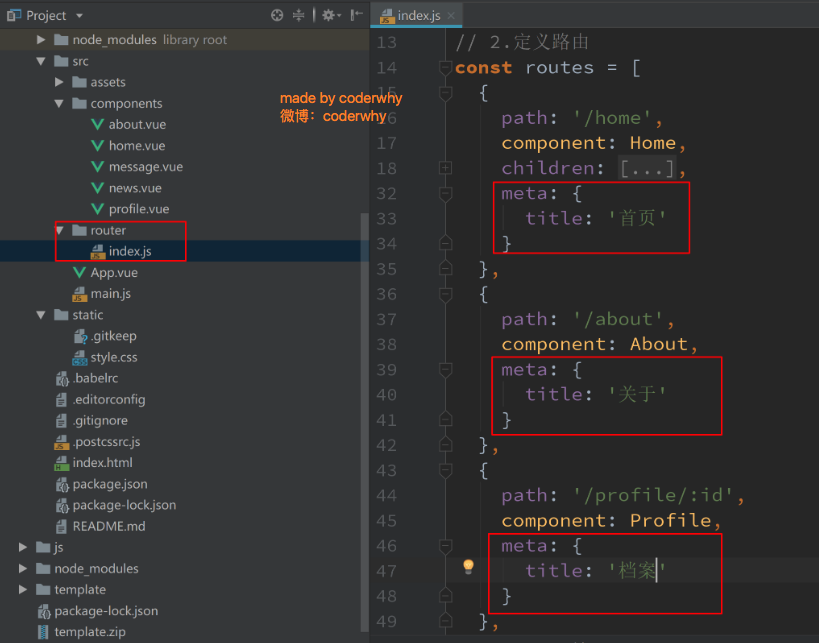 Project
node_modules library root
src
assets
components
about.vue
home.vue
message.vue
news.vue
profile.vue
router
index.js
App.vue
main.js
static
.gitkeep
style.css
.babelrc
.editorconfig
.gitignore
.postcssrc.js
index.html
package.json
package-lock.json
README.md
js
node_modules
template
package-lock.json
template.zip
made by coderwhy
微博：coderwhy
index.js
13 // 2.定义路由
14 const routes = [
15 {
16 path: '/home',
17 component: Home,
18 children: [...],
32 meta: {
33 title: '首页'
34 }
35 },
36 {
37 path: '/about',
38 component: About,
39 meta: {
40 title: '关于'
41 }
42 },
43 {
44 path: '/profile/:id',
45 component: Profile,
46 meta: {
47 title: '档案'
48 }
49 },